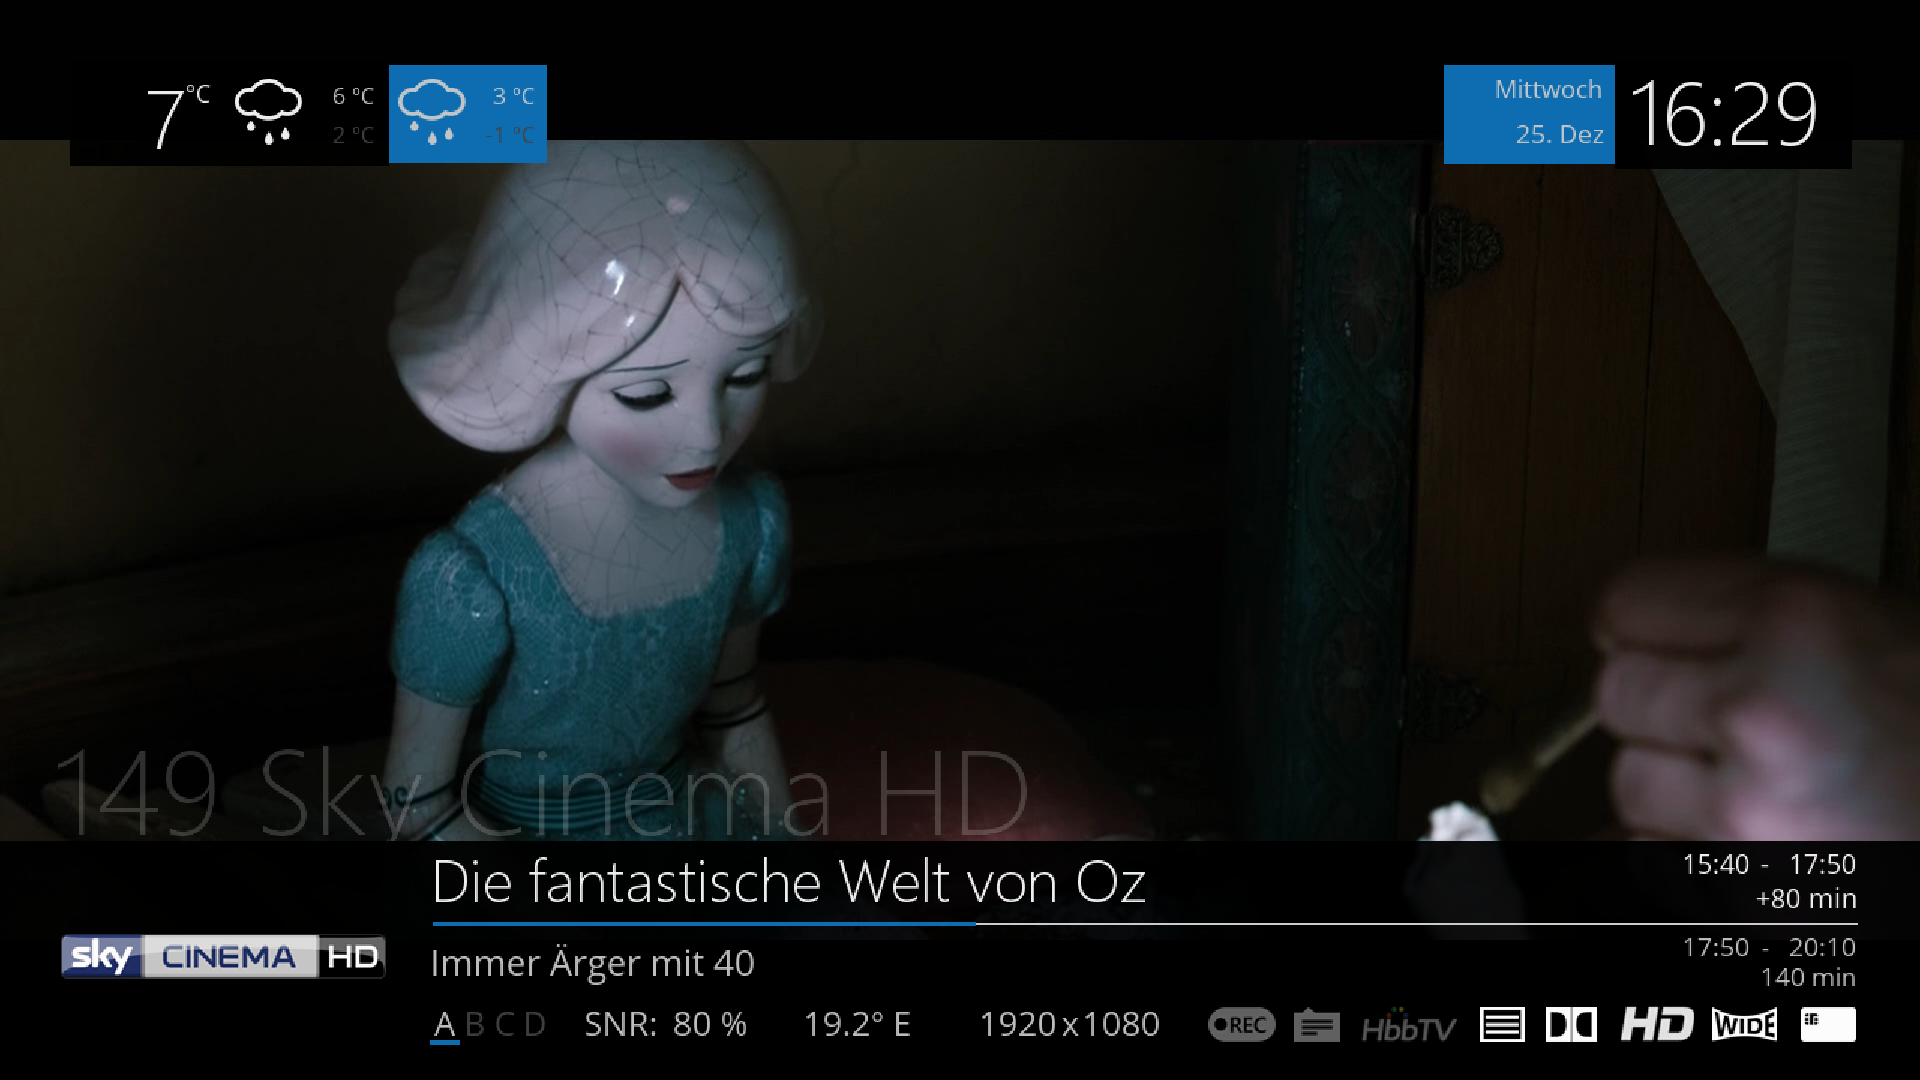 7°C
6 °C
2 °C
3 °C
-1 °C
Mittwoch
25. Dez
16:29
149 Sky Cinema HD
Die fantastische Welt von Oz
15:40 - 17:50
+80 min
sky CINEMA HD
Immer Ärger mit 40
17:50 - 20:10
140 min
A B C D SNR: 80 % 19.2° E 1920x1080 REC HbbTV HD WIDE